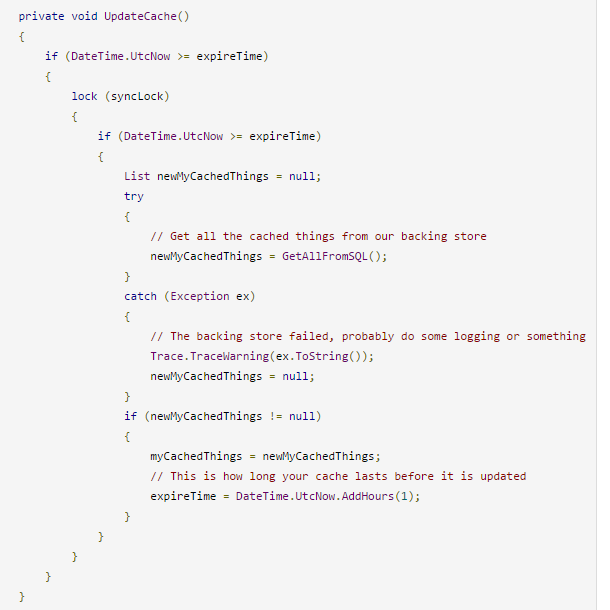 private void UpdateCache()
{
if (DateTime.UtcNow >= expireTime)
{
lock (syncLock)
{
if (DateTime.UtcNow >= expireTime)
{
List newMyCachedThings = null;
try
{
// Get all the cached things from our backing store
newMyCachedThings = GetAllFromSQL();
}
catch (Exception ex)
{
// The backing store failed, probably do some logging or something
Trace.TraceWarning(ex.ToString());
newMyCachedThings = null;
}
if (newMyCachedThings != null)
{
myCachedThings = newMyCachedThings;
// This is how long your cache lasts before it is updated
expireTime = DateTime.UtcNow.AddHours(1);
}
}
}
}
}